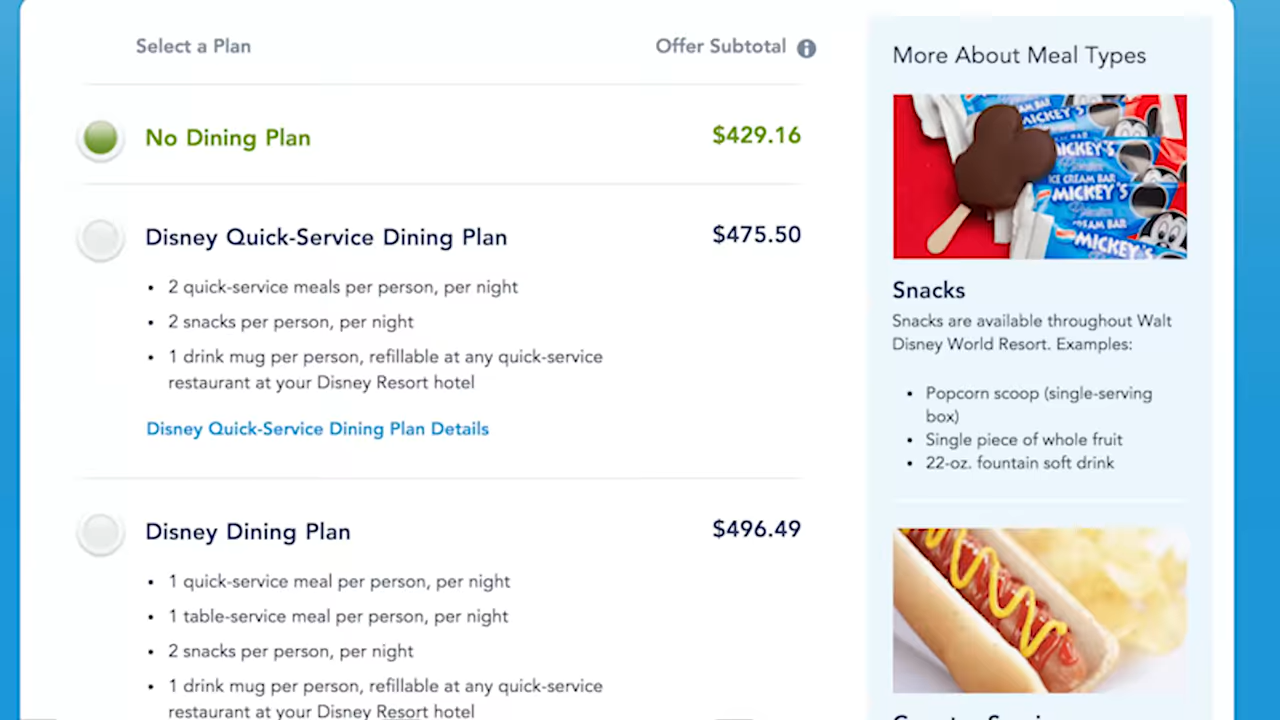 Select a Plan
Offer Subtotal
No Dining Plan
$429.16
Disney Quick-Service Dining Plan
$475.50
• 2 quick-service meals per person, per night
• 2 snacks per person, per night
• 1 drink mug per person, refillable at any quick-service
restaurant at your Disney Resort hotel
Disney Quick-Service Dining Plan Details
Disney Dining Plan
$496.49
• 1 quick-service meal per person, per night
• 1 table-service meal per person, per night
• 2 snacks per person, per night
• 1 drink mug per person, refillable at any quick-service
restaurant at your Disney Resort hotel
More About Meal Types
MICKEY'S
ICE CREAM BAR
MICKEY'S
MICKEY'S
Snacks
Snacks are available throughout Walt
Disney World Resort. Examples:
• Popcorn scoop (single-serving
box)
• Single piece of whole fruit
• 22-oz. fountain soft drink